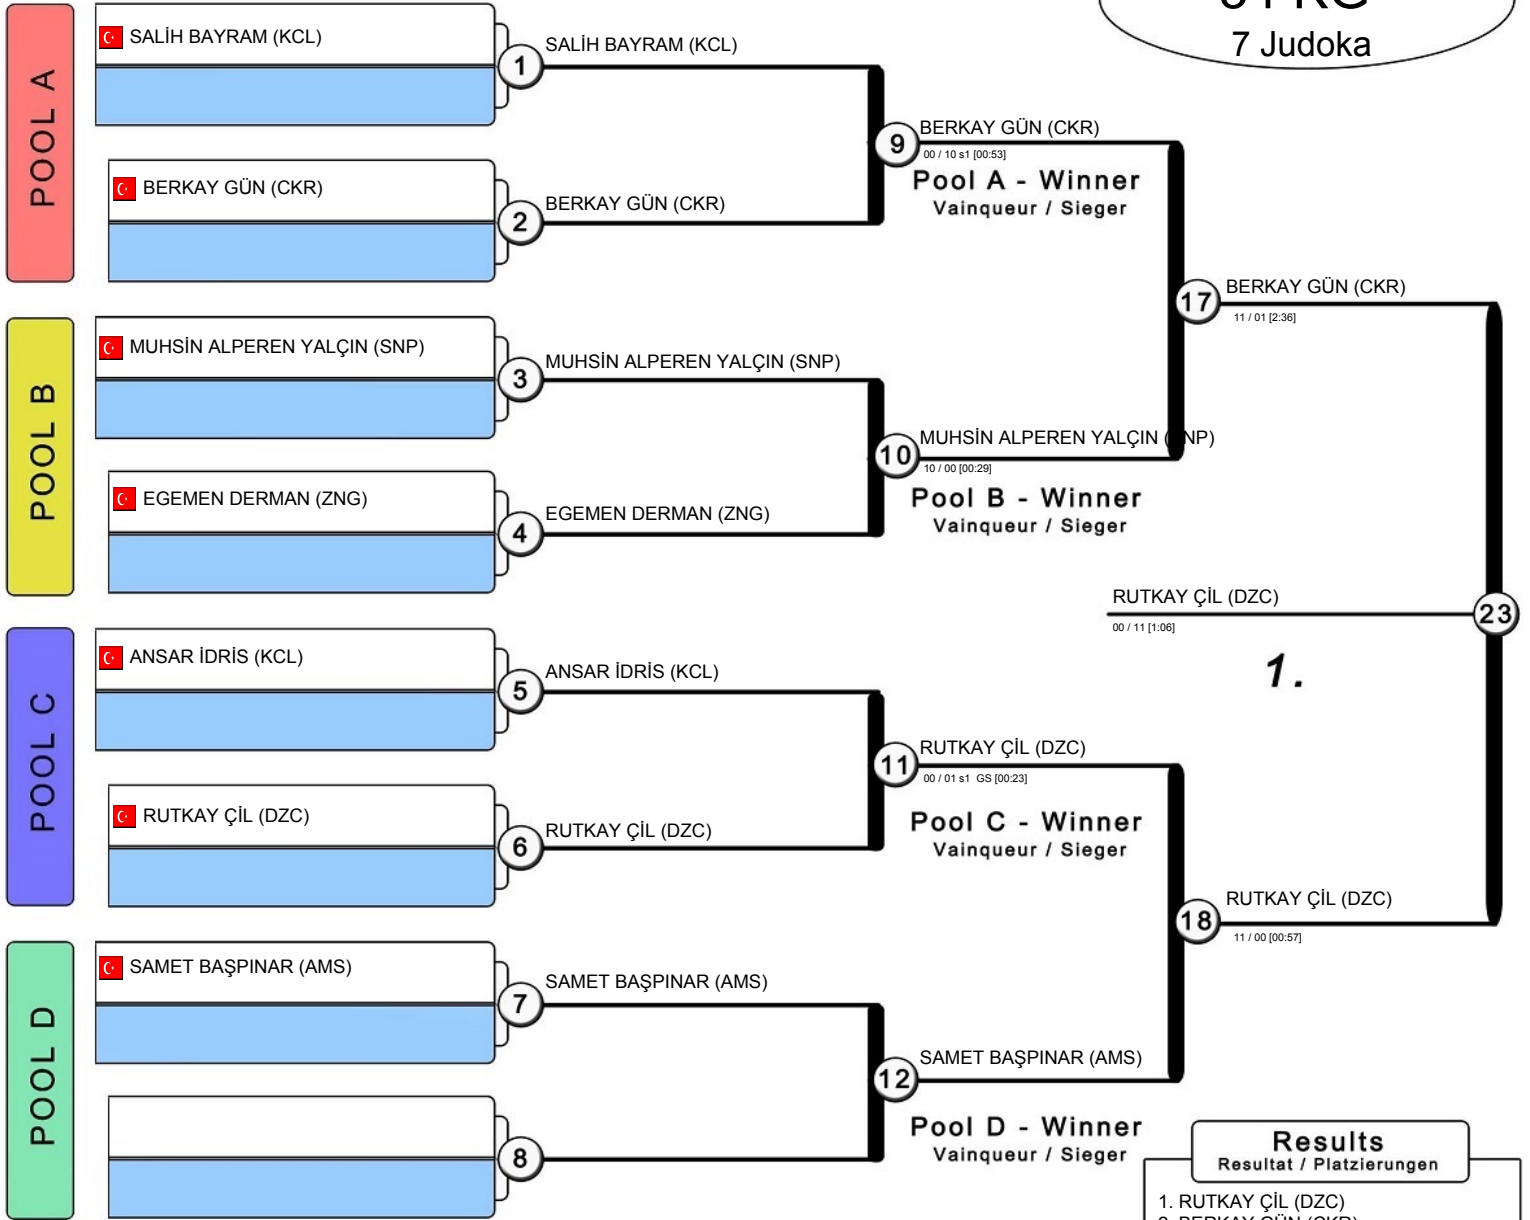 7 Judoka
POOL A
SALİH BAYRAM (KCL)
1
SALİH BAYRAM (KCL)
BERKAY GÜN (CKR)
2
BERKAY GÜN (CKR)
9
BERKAY GÜN (CKR)
00 / 10 s1 [00:53]
Pool A - Winner
Vainqueur / Sieger
POOL B
MUHSİN ALPEREN YALÇIN (SNP)
3
MUHSİN ALPEREN YALÇIN (SNP)
EGEMEN DERMAN (ZNG)
4
EGEMEN DERMAN (ZNG)
10
MUHSİN ALPEREN YALÇIN (SNP)
10 / 00 [00:29]
Pool B - Winner
Vainqueur / Sieger
17
BERKAY GÜN (CKR)
11 / 01 [2:36]
POOL C
ANSAR İDRİS (KCL)
5
ANSAR İDRİS (KCL)
RUTKAY ÇİL (DZC)
6
RUTKAY ÇİL (DZC)
11
RUTKAY ÇİL (DZC)
00 / 01 s1 GS [00:23]
Pool C - Winner
Vainqueur / Sieger
POOL D
SAMET BAŞPINAR (AMS)
7
SAMET BAŞPINAR (AMS)
8
12
SAMET BAŞPINAR (AMS)
Pool D - Winner
Vainqueur / Sieger
18
RUTKAY ÇİL (DZC)
11 / 00 [00:57]
RUTKAY ÇİL (DZC)
23
00 / 11 [1:06]
1.
Results
Resultat / Platzierungen
1. RUTKAY ÇİL (DZC)
2. BERKAY GÜN (CKR)